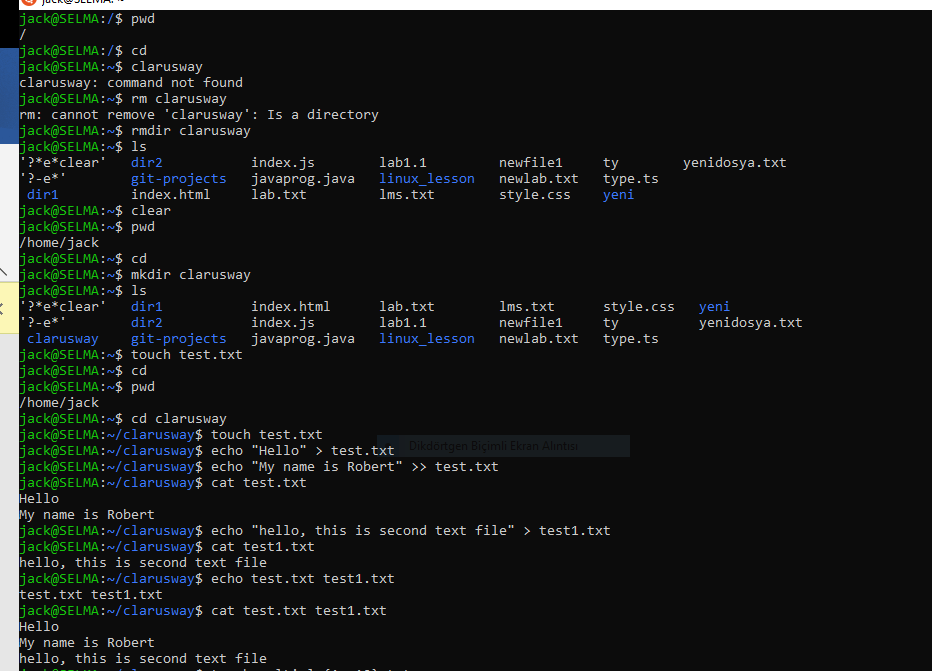 jack@SELMA: ~
jack@SELMA:/$ pwd
/
jack@SELMA:/$ cd
jack@SELMA:~$ clarusway
clarusway: command not found
jack@SELMA:~$ rm clarusway
rm: cannot remove 'clarusway': Is a directory
jack@SELMA:~$ rmdir clarusway
jack@SELMA:~$ ls
'?*e*clear' dir2 index.js lab1.1 newfile1 ty yenidosya.txt
'?-e*' git-projects javaprog.java linux_lesson newlab.txt type.ts
dir1 index.html lab.txt lms.txt style.css yeni
jack@SELMA:~$ clear
jack@SELMA:~$ pwd
/home/jack
jack@SELMA:~$ cd
jack@SELMA:~$ mkdir clarusway
jack@SELMA:~$ ls
'?*e*clear' dir1 index.html lab.txt lms.txt style.css yeni
'?-e*' dir2 index.js lab1.1 newfile1 ty yenidosya.txt
clarusway git-projects javaprog.java linux_lesson newlab.txt type.ts
jack@SELMA:~$ touch test.txt
jack@SELMA:~$ cd
jack@SELMA:~$ pwd
/home/jack
jack@SELMA:~$ cd clarusway
jack@SELMA:~/clarusway$ touch test.txt
Dikdörtgen Biçimli Ekran Alıntısı
jack@SELMA:~/clarusway$ echo "Hello" > test.txt
jack@SELMA:~/clarusway$ echo "My name is Robert" >> test.txt
jack@SELMA:~/clarusway$ cat test.txt
Hello
My name is Robert
jack@SELMA:~/clarusway$ echo "hello, this is second text file" > test1.txt
jack@SELMA:~/clarusway$ cat test1.txt
hello, this is second text file
jack@SELMA:~/clarusway$ echo test.txt test1.txt
test.txt test1.txt
jack@SELMA:~/clarusway$ cat test.txt test1.txt
Hello
My name is Robert
hello, this is second text file